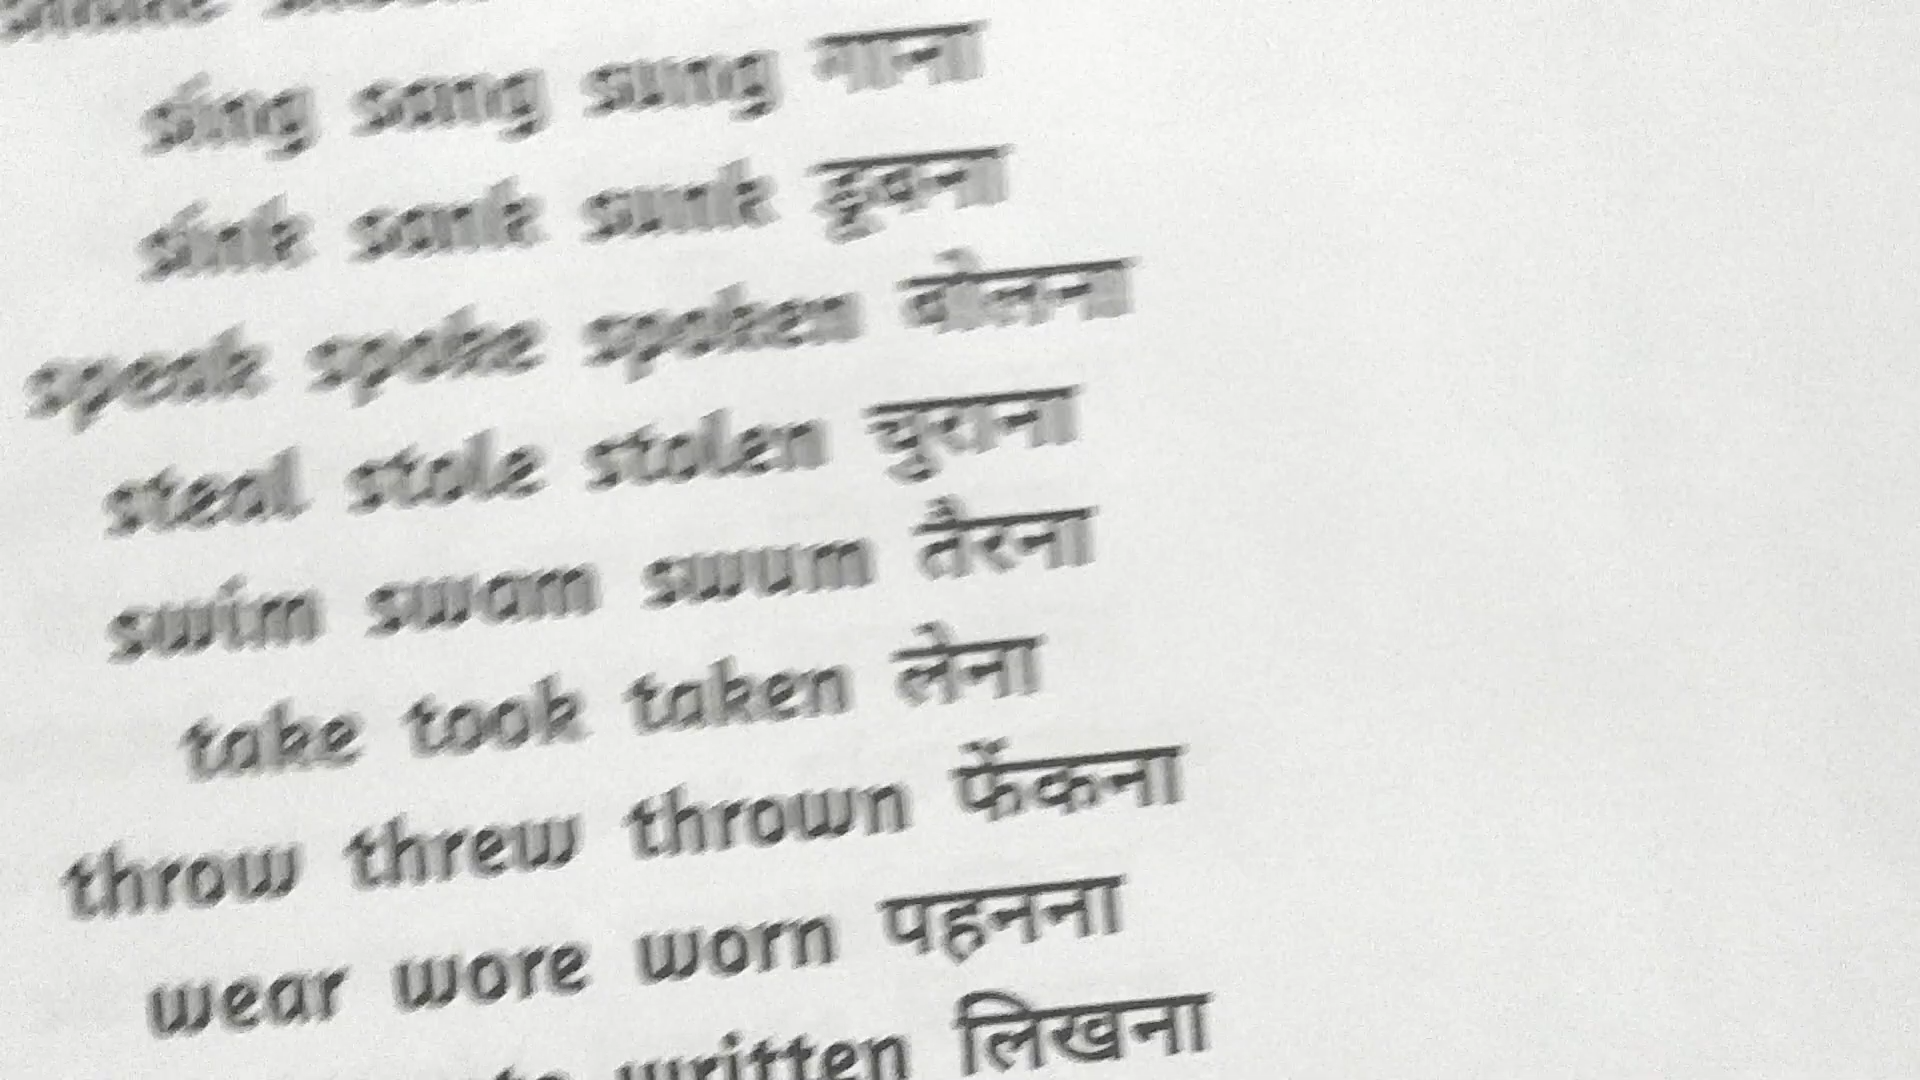 sing sang sung गाना
sink sank sunk डूबना
speak spoke spoken बोलना
steal stole stolen चुराना
swim swam swum तैरना
take took taken लेना
throw threw thrown फेंकना
wear wore worn पहनना
written लिखना